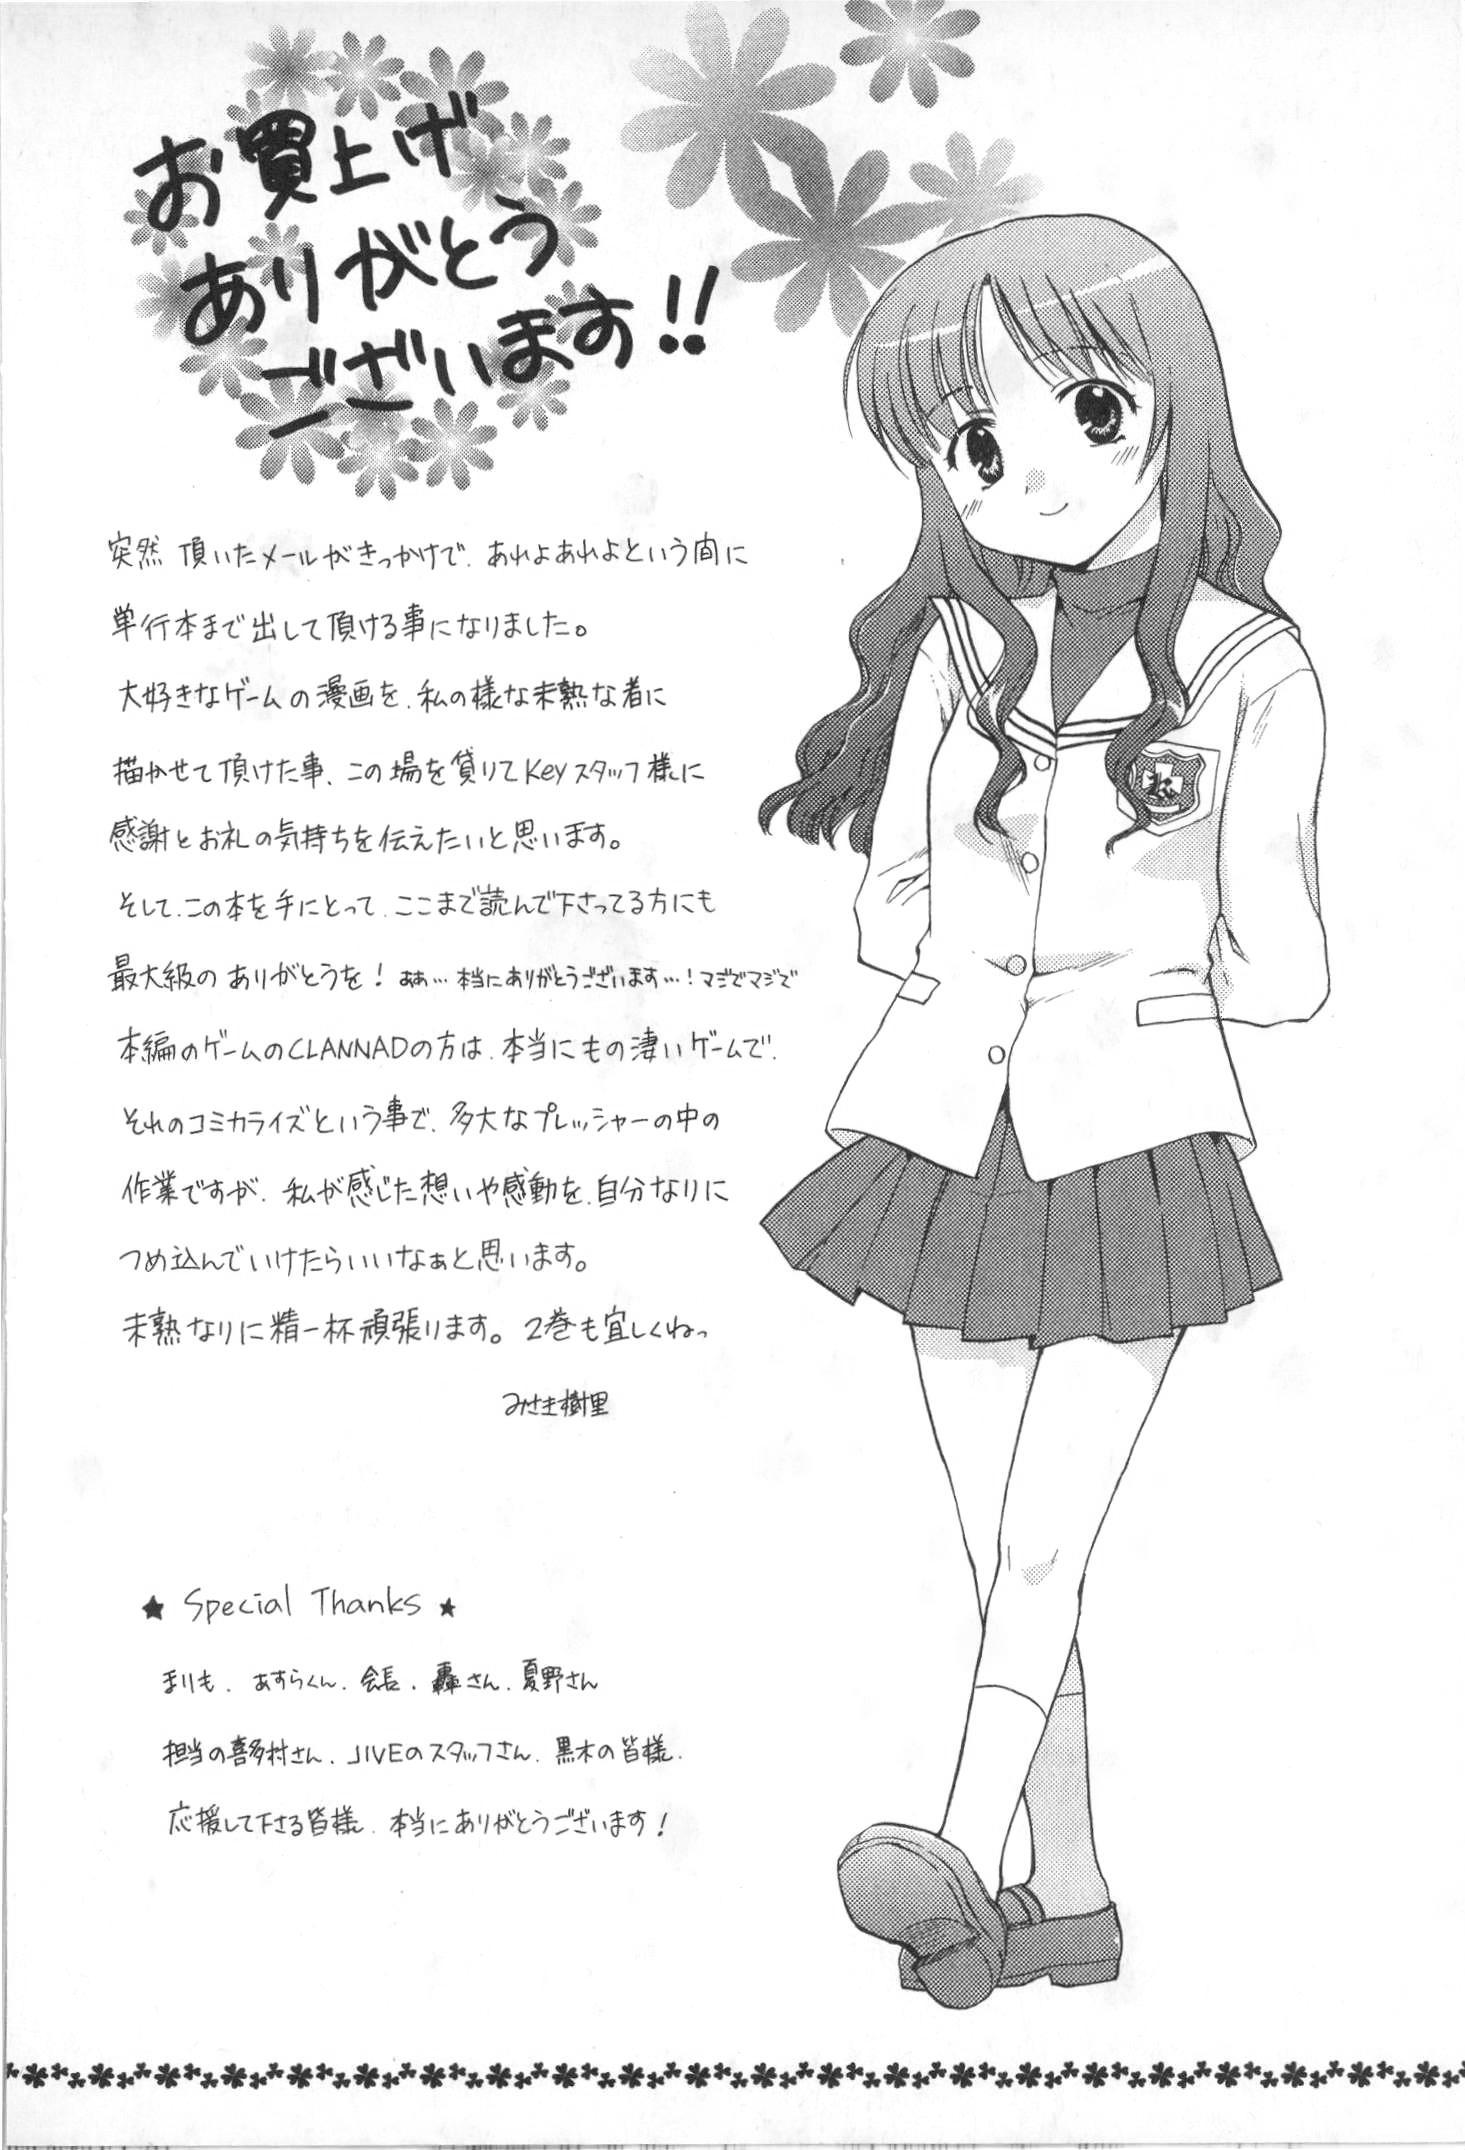 お買上げ
ありがとう
ございます!!
突然 頂いたメールがきっかけで、あれよあれよという間に
単行本まで出して頂ける事になりました。
大好きなゲームの漫画を、私の様な未熟な者に
描かせて頂けた事、この場を貸りてKeyスタッフ様に
感謝とお礼の気持ちを伝えたいと思います。
そして、この本を手にとって、ここまで読んで下さってる方にも
最大級のありがとうを! ああ…本当にありがとうございます…!マジでマジで
本編のゲームのCLANNADの方は、本当にもの凄いゲームで、
それのコミカライズという事で、多大なプレッシャーの中の
作業ですが、私が感じた想いや感動を、自分なりに
つめ込んでいけたらいいなぁと思います。
未熟なりに精一杯頑張ります。2巻も宜しくねっ
みさき樹里
★ Special Thanks ★
まりも、あすらくん、会長、轟さん、夏野さん
担当の喜多村さん、JIVEのスタッフさん、黒木の皆様、
応援して下さる皆様、本当にありがとうございます!